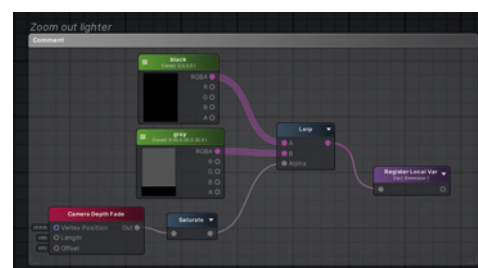 Zoom out lighter
Comment
black
RGBA
R
G
B
A
gray
RGBA
R
G
B
A
Lerp
A
B
Alpha
Register Local Var
Camera Depth Fade
Vertex Position Out
Length
Offset
Saturate